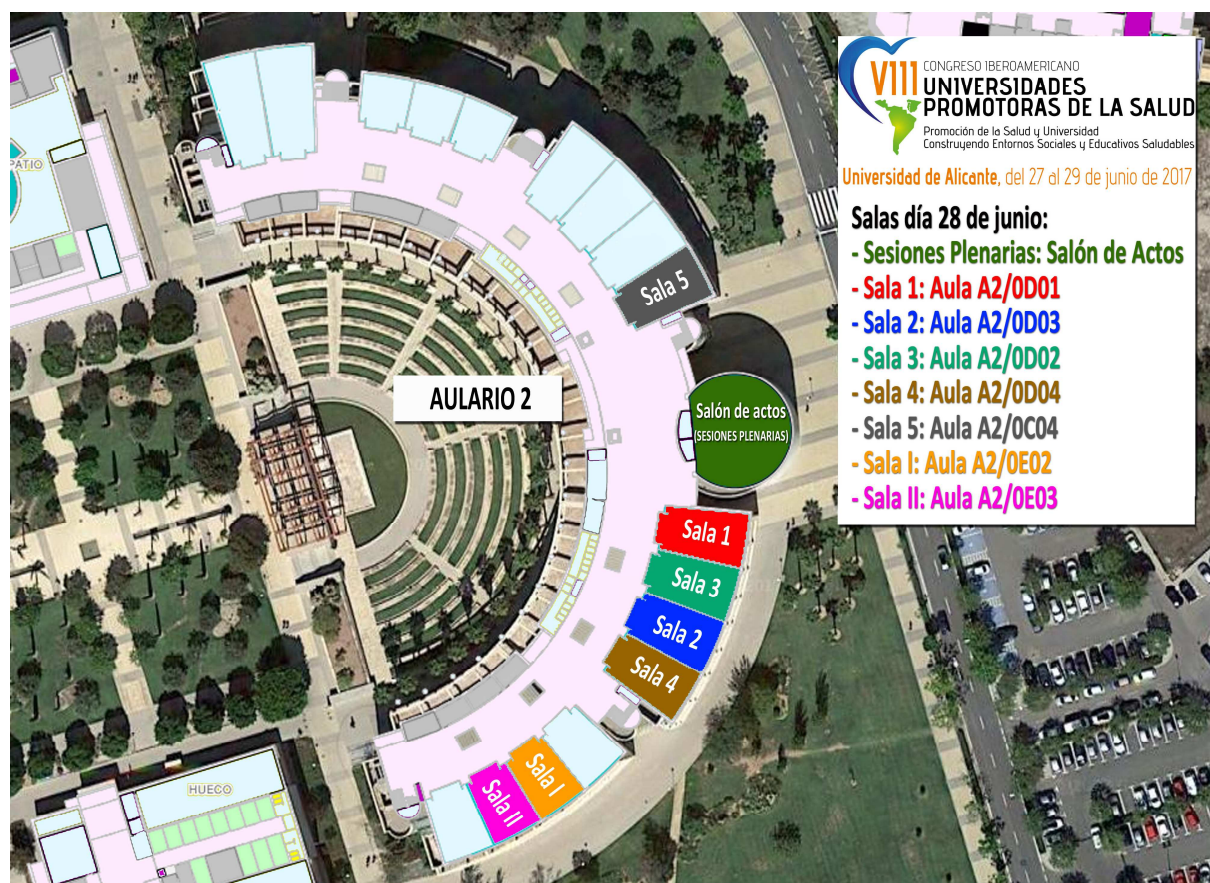 VIII
CONGRESO IBEROAMERICANO
UNIVERSIDADES
PROMOTORAS DE LA SALUD
Promoción de la Salud y Universidad
Construyendo Entornos Sociales y Educativos Saludables
Universidad de Alicante, del 27 al 29 de junio de 2017
Salas día 28 de junio:
- Sesiones Plenarias: Salón de Actos
- Sala 1: Aula A2/0D01
- Sala 2: Aula A2/0D03
- Sala 3: Aula A2/0D02
- Sala 4: Aula A2/0D04
- Sala 5: Aula A2/0C04
- Sala I: Aula A2/0E02
- Sala II: Aula A2/0E03
PATIO
Sala 5
AULARIO 2
Salón de actos
(SESIONES PLENARIAS)
Sala 1
Sala 3
Sala 2
Sala 4
Sala I
Sala II
HUECO